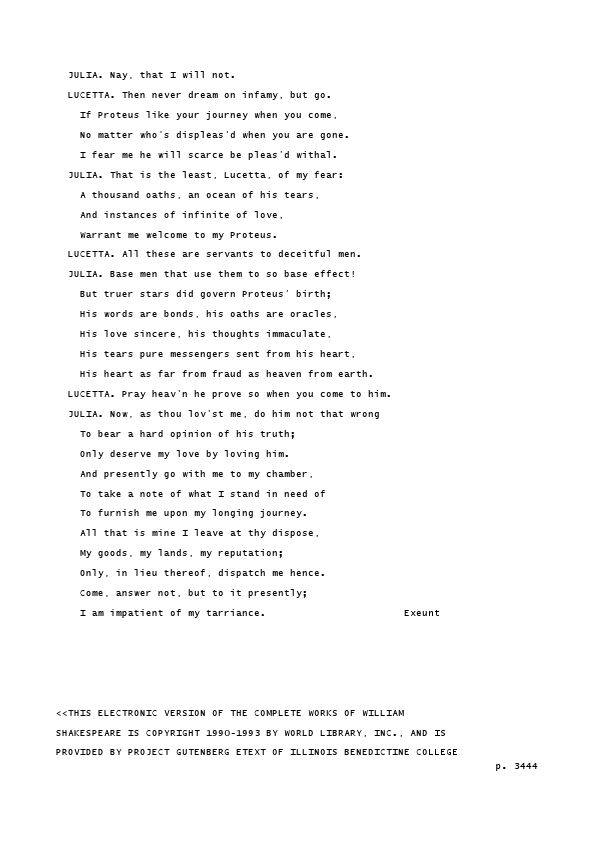 JULIA. Nay, that I will not.
LUCETTA. Then never dream on infamy, but go.
If Proteus like your journey when you come,
No matter who's displeas'd when you are gone.
I fear me he will scarce be pleas'd withal.
JULIA. That is the least, Lucetta, of my fear:
A thousand oaths, an ocean of his tears,
And instances of infinite of love,
Warrant me welcome to my Proteus.
LUCETTA. All these are servants to deceitful men.
JULIA. Base men that use them to so base effect!
But truer stars did govern Proteus' birth;
His words are bonds, his oaths are oracles,
His love sincere, his thoughts immaculate,
His tears pure messengers sent from his heart,
His heart as far from fraud as heaven from earth.
LUCETTA. Pray heav'n he prove so when you come to him.
JULIA. Now, as thou lov'st me, do him not that wrong
To bear a hard opinion of his truth;
Only deserve my love by loving him.
And presently go with me to my chamber,
To take a note of what I stand in need of
To furnish me upon my longing journey.
All that is mine I leave at thy dispose,
My goods, my lands, my reputation;
Only, in lieu thereof, dispatch me hence.
Come, answer not, but to it presently;
I am impatient of my tarriance. Exeunt
<<THIS ELECTRONIC VERSION OF THE COMPLETE WORKS OF WILLIAM
SHAKESPEARE IS COPYRIGHT 1990-1993 BY WORLD LIBRARY, INC., AND IS
PROVIDED BY PROJECT GUTENBERG ETEXT OF ILLINOIS BENEDICTINE COLLEGE
p. 3444